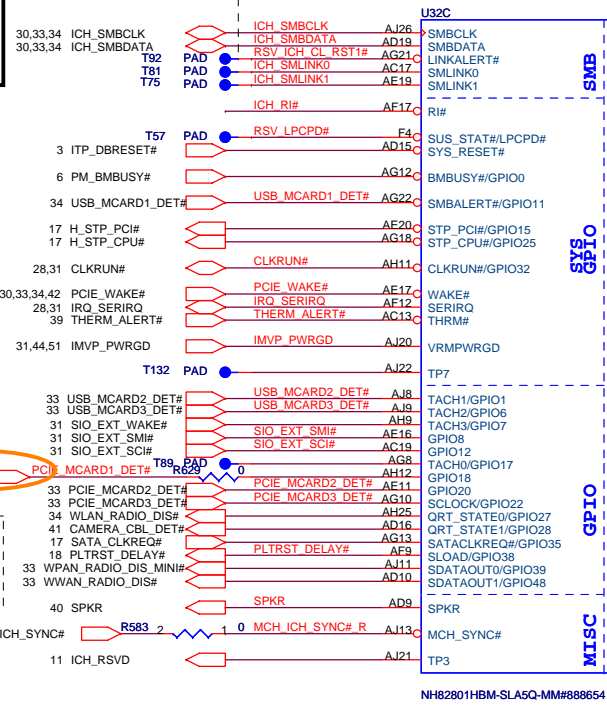 U32C
30,33,34 ICH_SMBCLK ICH_SMBCLK AJ26 SMBCLK
30,33,34 ICH_SMBDATA ICH_SMBDATA AD19 SMBDATA
T92 PAD RSV_ICH_CL_RST1# AG21 LINKALERT#
T81 PAD ICH_SMLINK0 AC17 SMLINK0
T75 PAD ICH_SMLINK1 AE19 SMLINK1
SMB
ICH_RI# AF17 RI#
T57 PAD RSV_LPCPD# F4 SUS_STAT#/LPCPD#
3 ITP_DBRESET# AD15 SYS_RESET#
6 PM_BMBUSY# AG12 BMBUSY#/GPIO0
34 USB_MCARD1_DET# USB_MCARD1_DET# AG22 SMBALERT#/GPIO11
17 H_STP_PCI# AE20 STP_PCI#/GPIO15
17 H_STP_CPU# AG18 STP_CPU#/GPIO25
SYS
GPIO
28,31 CLKRUN# CLKRUN# AH11 CLKRUN#/GPIO32
30,33,34,42 PCIE_WAKE# PCIE_WAKE# AE17 WAKE#
28,31 IRQ_SERIRQ IRQ_SERIRQ AF12 SERIRQ
39 THERM_ALERT# THERM_ALERT# AC13 THRM#
31,44,51 IMVP_PWRGD IMVP_PWRGD AJ20 VRMPWRGD
T132 PAD AJ22 TP7
33 USB_MCARD2_DET# USB_MCARD2_DET# AJ8 TACH1/GPIO1
33 USB_MCARD3_DET# USB_MCARD3_DET# AJ9 TACH2/GPIO6
31 SIO_EXT_WAKE# AH9 TACH3/GPIO7
31 SIO_EXT_SMI# SIO_EXT_SMI# AE16 GPIO8
31 SIO_EXT_SCI# SIO_EXT_SCI# AC19 GPIO12
T89 PAD AG8 TACH0/GPIO17
PCIE_MCARD1_DET# R629 0 AH12 GPIO18
33 PCIE_MCARD2_DET# PCIE_MCARD2_DET# AE11 GPIO20
33 PCIE_MCARD3_DET# PCIE_MCARD3_DET# AG10 SCLOCK/GPIO22
GPIO
34 WLAN_RADIO_DIS# AH25 QRT_STATE0/GPIO27
41 CAMERA_CBL_DET# AD16 QRT_STATE1/GPIO28
17 SATA_CLKREQ# AG13 SATACLKREQ#/GPIO35
18 PLTRST_DELAY# PLTRST_DELAY# AF9 SLOAD/GPIO38
33 WPAN_RADIO_DIS_MINI# AJ11 SDATAOUT0/GPIO39
33 WWAN_RADIO_DIS# AD10 SDATAOUT1/GPIO48
40 SPKR SPKR AD9 SPKR
ICH_SYNC# R583 2 1 0 MCH_ICH_SYNC#_R AJ13 MCH_SYNC#
MISC
11 ICH_RSVD AJ21 TP3
NH82801HBM-SLA5Q-MM#888654